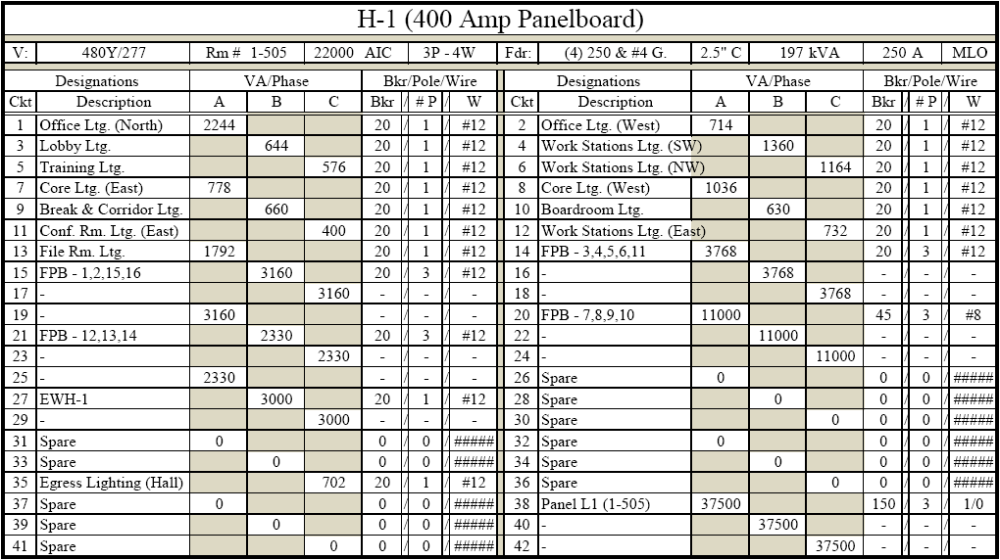 H-1 (400 Amp Panelboard)
V: 480Y/277 Rm # 1-505 22000 AIC 3P - 4W Fdr: (4) 250 & #4 G. 2.5" C 197 kVA 250 A MLO
Designations VA/Phase Bkr/Pole/Wire Designations VA/Phase Bkr/Pole/Wire
Ckt Description A B C Bkr / # P / W Ckt Description A B C Bkr / # P / W
1 Office Ltg. (North) 2244 20 / 1 / #12 2 Office Ltg. (West) 714 20 / 1 / #12
3 Lobby Ltg. 644 20 / 1 / #12 4 Work Stations Ltg. (SW) 1360 20 / 1 / #12
5 Training Ltg. 576 20 / 1 / #12 6 Work Stations Ltg. (NW) 1164 20 / 1 / #12
7 Core Ltg. (East) 778 20 / 1 / #12 8 Core Ltg. (West) 1036 20 / 1 / #12
9 Break & Corridor Ltg. 660 20 / 1 / #12 10 Boardroom Ltg. 630 20 / 1 / #12
11 Conf. Rm. Ltg. (East) 400 20 / 1 / #12 12 Work Stations Ltg. (East) 732 20 / 1 / #12
13 File Rm. Ltg. 1792 20 / 1 / #12 14 FPB - 3,4,5,6,11 3768 20 / 3 / #12
15 FPB - 1,2,15,16 3160 20 / 3 / #12 16 - 3768 - / - / -
17 - 3160 - / - / - 18 - 3768 - / - / -
19 - 3160 - / - / - 20 FPB - 7,8,9,10 11000 45 / 3 / #8
21 FPB - 12,13,14 2330 20 / 3 / #12 22 - 11000 - / - / -
23 - 2330 - / - / - 24 - 11000 - / - / -
25 - 2330 - / - / - 26 Spare 0 0 / 0 / #####
27 EWH-1 3000 20 / 1 / #12 28 Spare 0 0 / 0 / #####
29 - 3000 - / - / - 30 Spare 0 0 / 0 / #####
31 Spare 0 0 / 0 / ##### 32 Spare 0 0 / 0 / #####
33 Spare 0 0 / 0 / ##### 34 Spare 0 0 / 0 / #####
35 Egress Lighting (Hall) 702 20 / 1 / #12 36 Spare 0 0 / 0 / #####
37 Spare 0 0 / 0 / ##### 38 Panel L1 (1-505) 37500 150 / 3 / 1/0
39 Spare 0 0 / 0 / ##### 40 - 37500 - / - / -
41 Spare 0 0 / 0 / ##### 42 - 37500 - / - / -